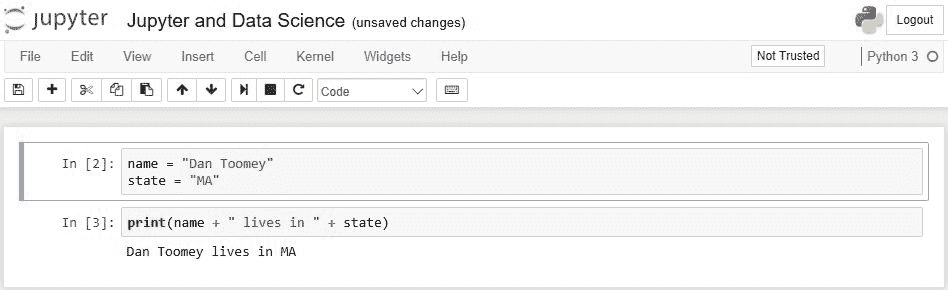 jupyter Jupyter and Data Science (unsaved changes) Logout
File Edit View Insert Cell Kernel Widgets Help Not Trusted Python 3
Code
In [2]: name = "Dan Toomey"
state = "MA"
In [3]: print(name + " lives in " + state)
Dan Toomey lives in MA